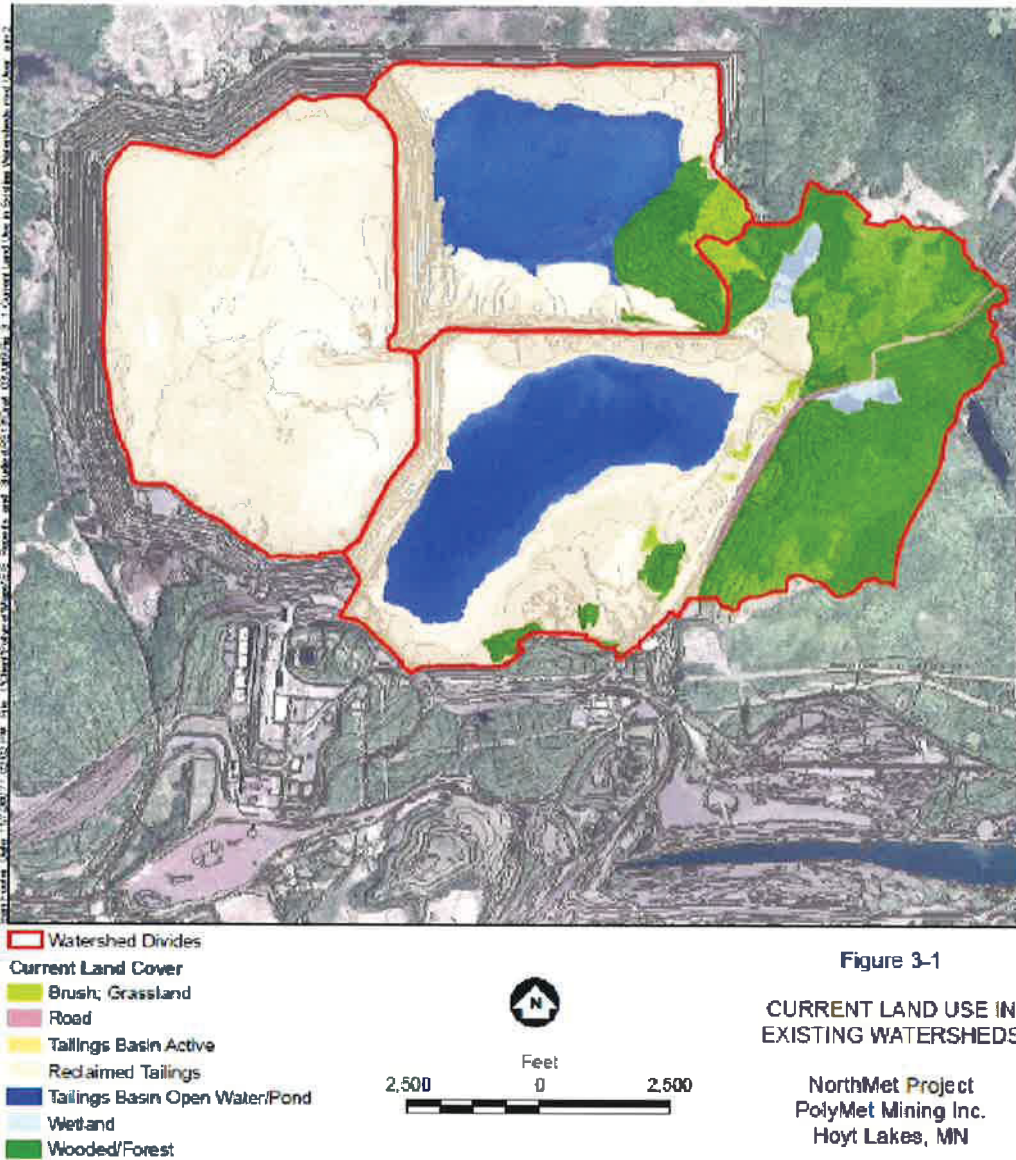 Watershed Divides
Current Land Cover
Brush; Grassland
Road
Tailings Basin Active
Reclaimed Tailings
Tailings Basin Open Water/Pond
Wetland
Wooded/Forest
N
Feet
2,500 0 2,500
Figure 3-1
CURRENT LAND USE IN
EXISTING WATERSHEDS
NorthMet Project
PolyMet Mining Inc.
Hoyt Lakes, MN